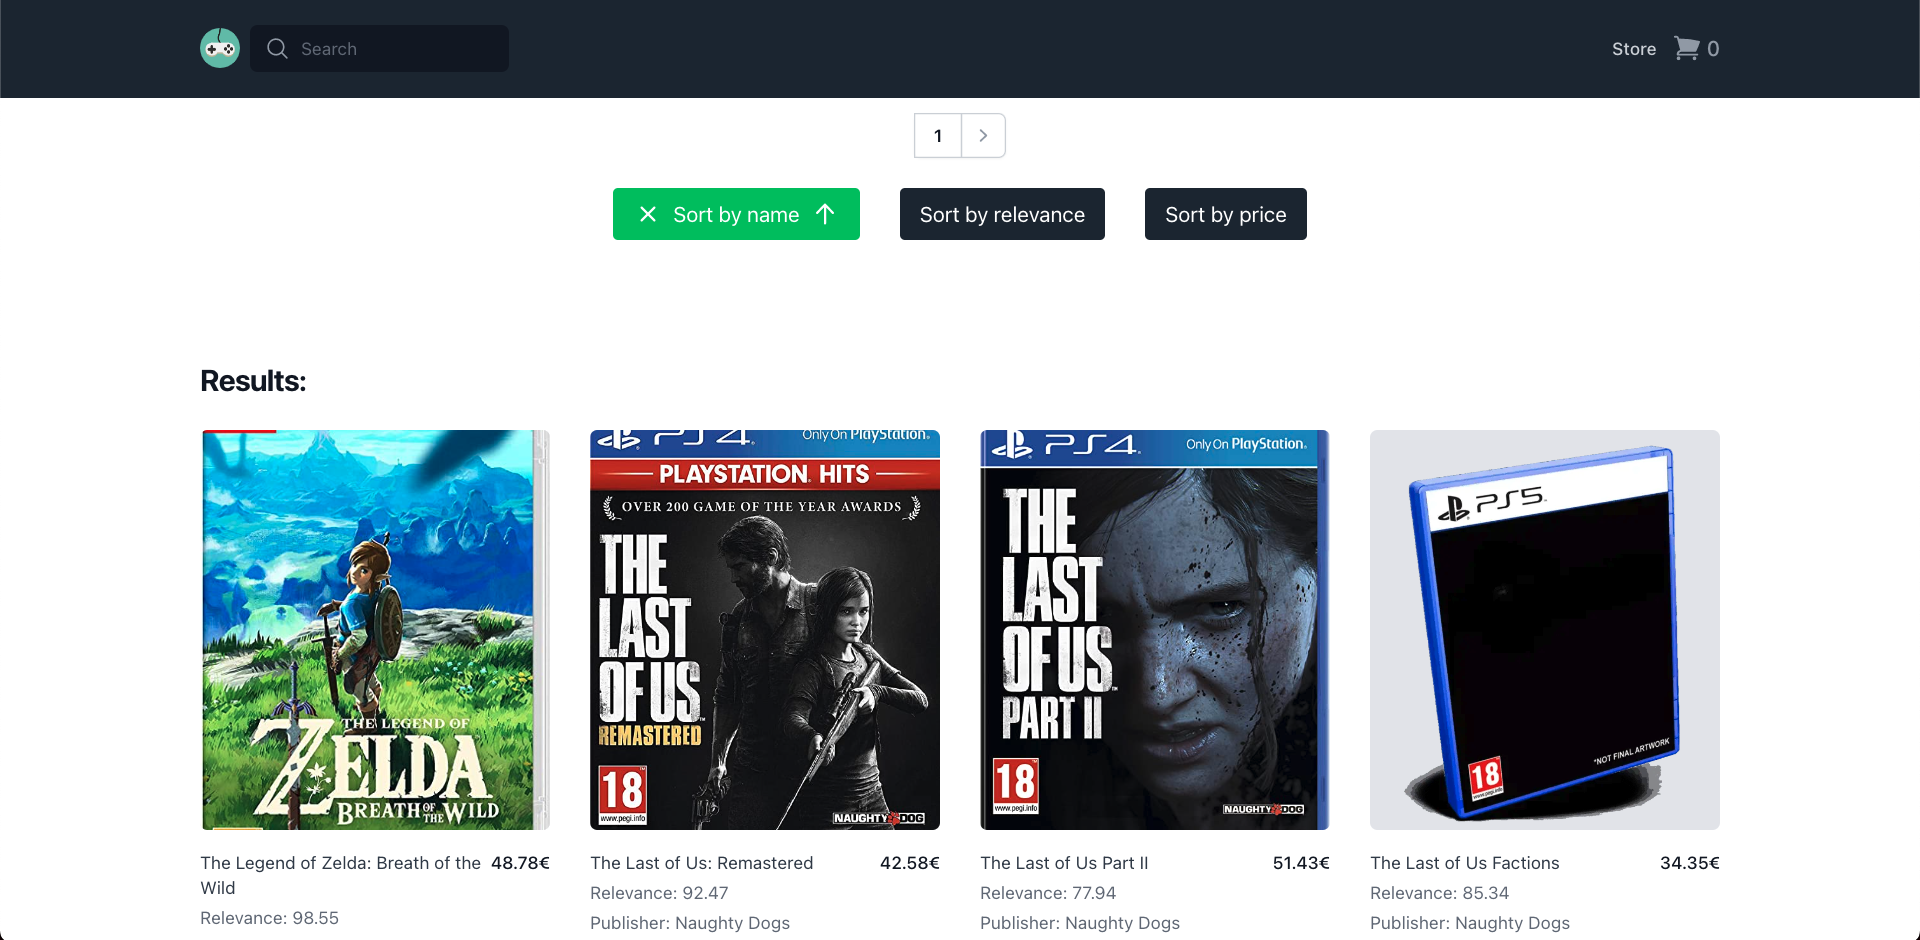 Search
Store
0
1
Sort by name
Sort by relevance
Sort by price
Results:
THE LEGEND OF
ZELDA
BREATH OF THE WILD
PS4
Only On PlayStation.
PLAYSTATION HITS
OVER 200 GAME OF THE YEAR AWARDS
THE
LAST
OF US
REMASTERED
18
www.pegi.info
NAUGHTY DOG
PS4
Only On PlayStation.
THE
LAST
OF US
PART II
18
www.pegi.info
NAUGHTY DOG
PS5
*NOT FINAL ARTWORK
18
www.pegi.info
The Legend of Zelda: Breath of the Wild 48.78€
Relevance: 98.55
The Last of Us: Remastered 42.58€
Relevance: 92.47
Publisher: Naughty Dogs
The Last of Us Part II 51.43€
Relevance: 77.94
Publisher: Naughty Dogs
The Last of Us Factions 34.35€
Relevance: 85.34
Publisher: Naughty Dogs